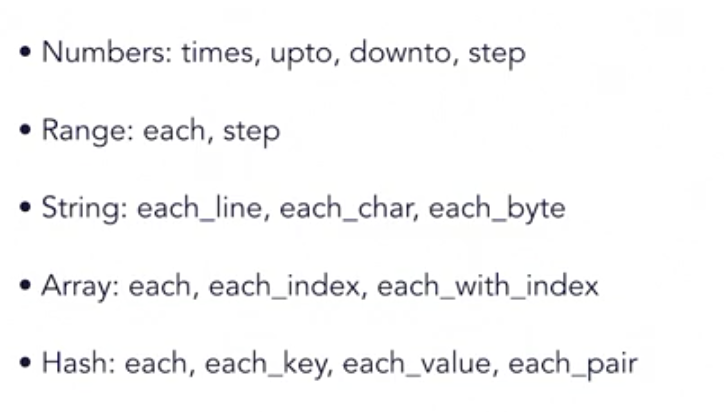 • Numbers: times, upto, downto, step
• Range: each, step
• String: each_line, each_char, each_byte
• Array: each, each_index, each_with_index
• Hash: each, each_key, each_value, each_pair